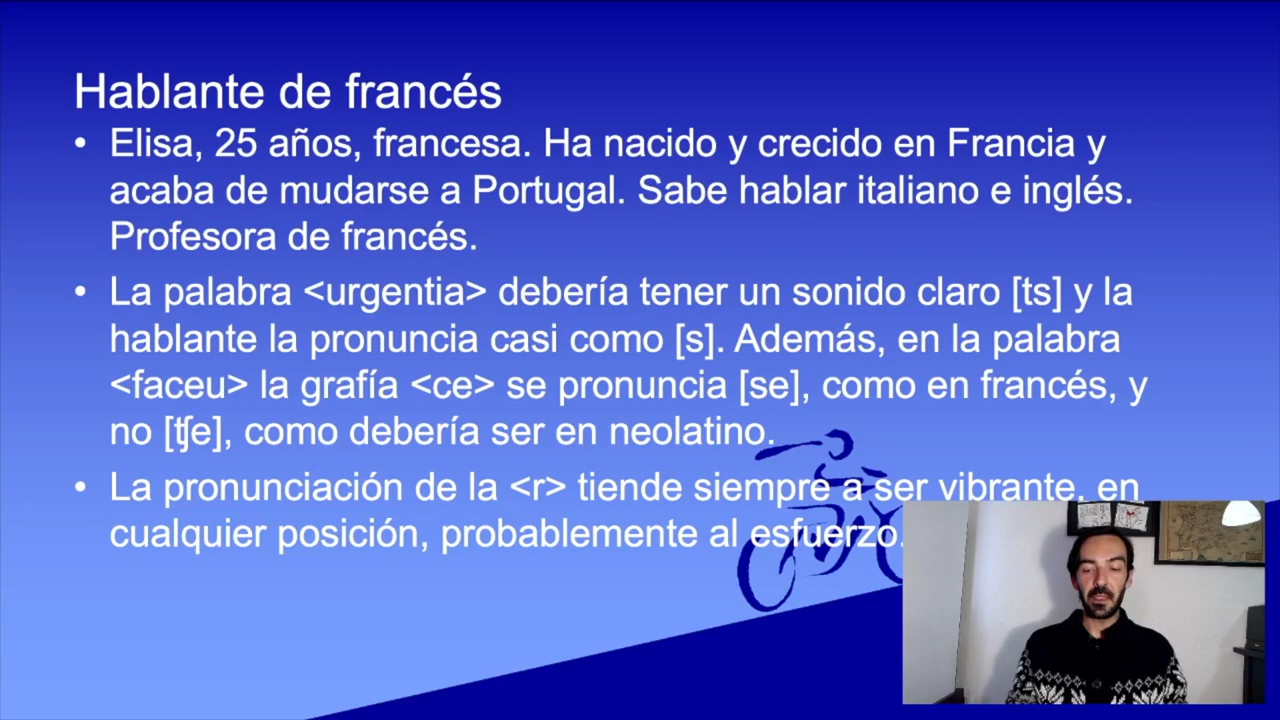 Hablante de francés
• Elisa, 25 años, francesa. Ha nacido y crecido en Francia y
acaba de mudarse a Portugal. Sabe hablar italiano e inglés.
Profesora de francés.
• La palabra <urgentia> debería tener un sonido claro [ts] y la
hablante la pronuncia casi como [s]. Además, en la palabra
<faceu> la grafía <ce> se pronuncia [se], como en francés, y
no [ʧe], como debería ser en neolatino.
• La pronunciación de la <r> tiende siempre a ser vibrante, en
cualquier posición, probablemente al esfuerzo.